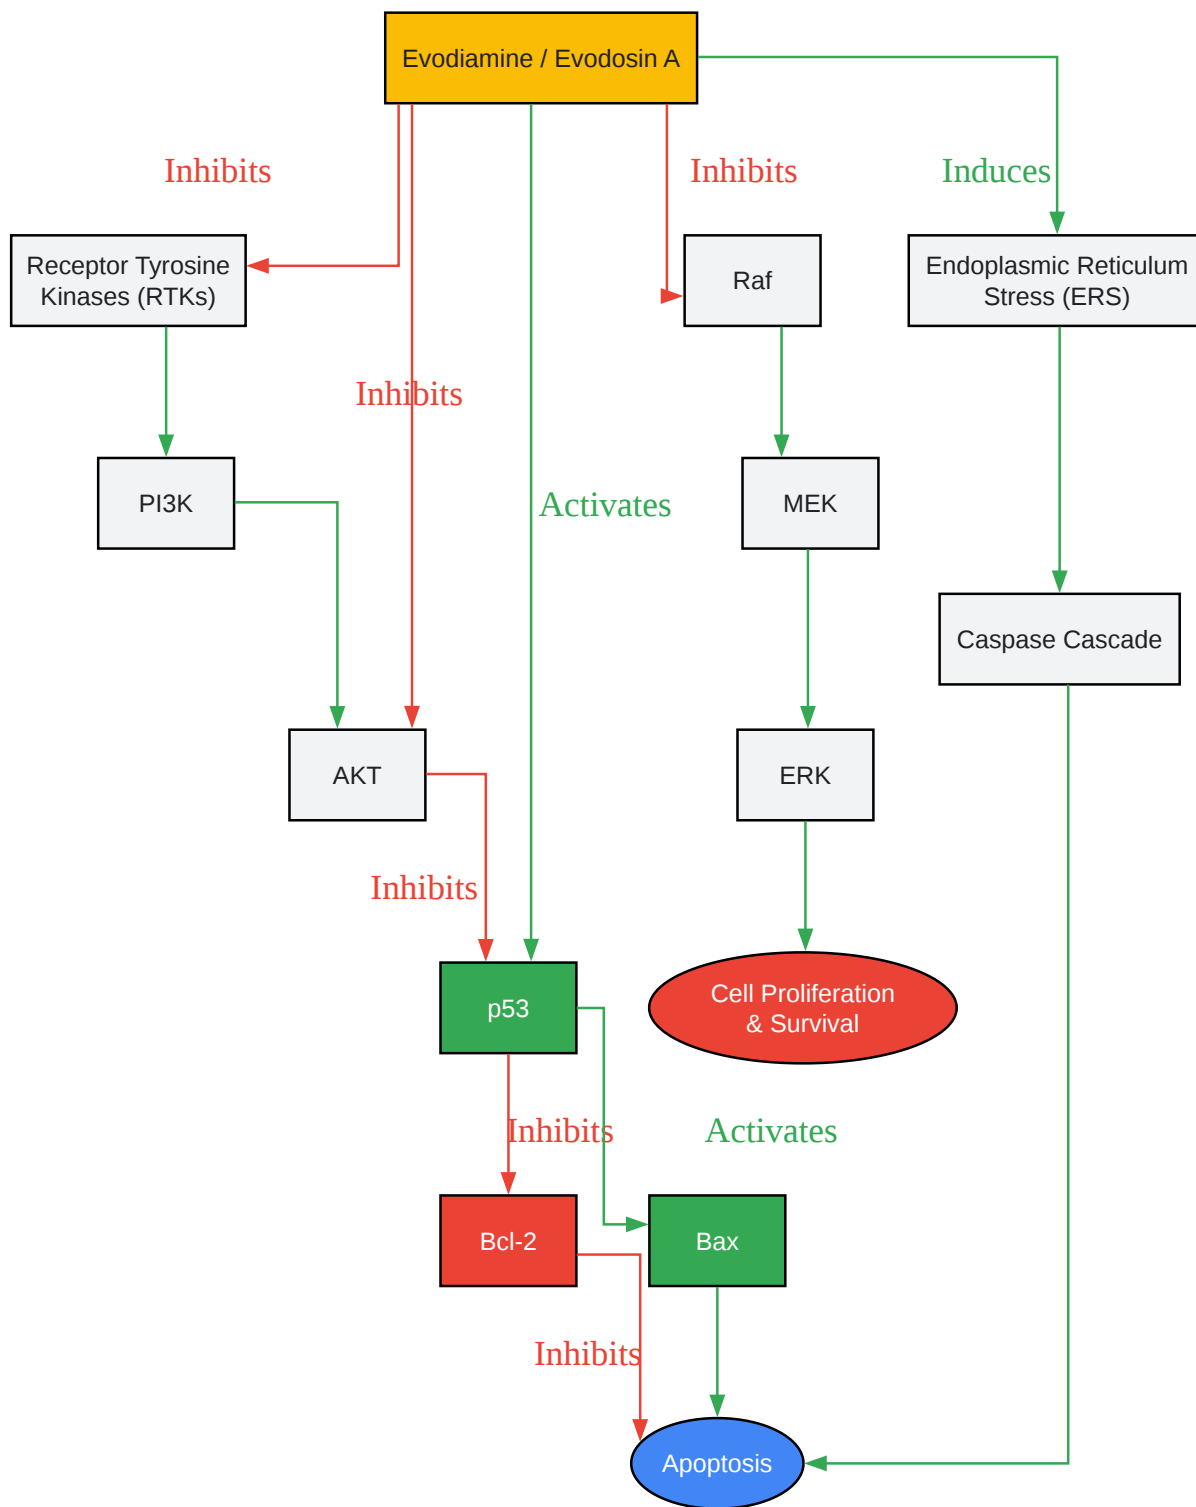 Evodiamine / Evodosin A
Inhibits
Inhibits
Induces
Receptor Tyrosine
Kinases (RTKs)
Raf
Endoplasmic Reticulum
Stress (ERS)
Inhibits
PI3K
Activates
MEK
Caspase Cascade
AKT
ERK
Inhibits
p53
Cell Proliferation
& Survival
Inhibits
Activates
Bcl-2
Bax
Inhibits
Apoptosis